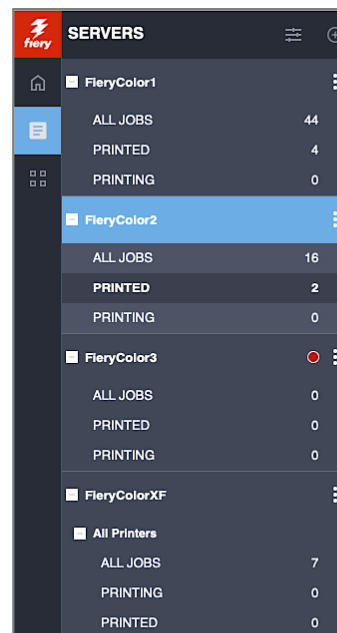 fiery SERVERS
FieryColor1
ALL JOBS 44
PRINTED 4
PRINTING 0
FieryColor2
ALL JOBS 16
PRINTED 2
PRINTING 0
FieryColor3
ALL JOBS 0
PRINTED 0
PRINTING 0
FieryColorXF
All Printers
ALL JOBS 7
PRINTING 0
PRINTED 0